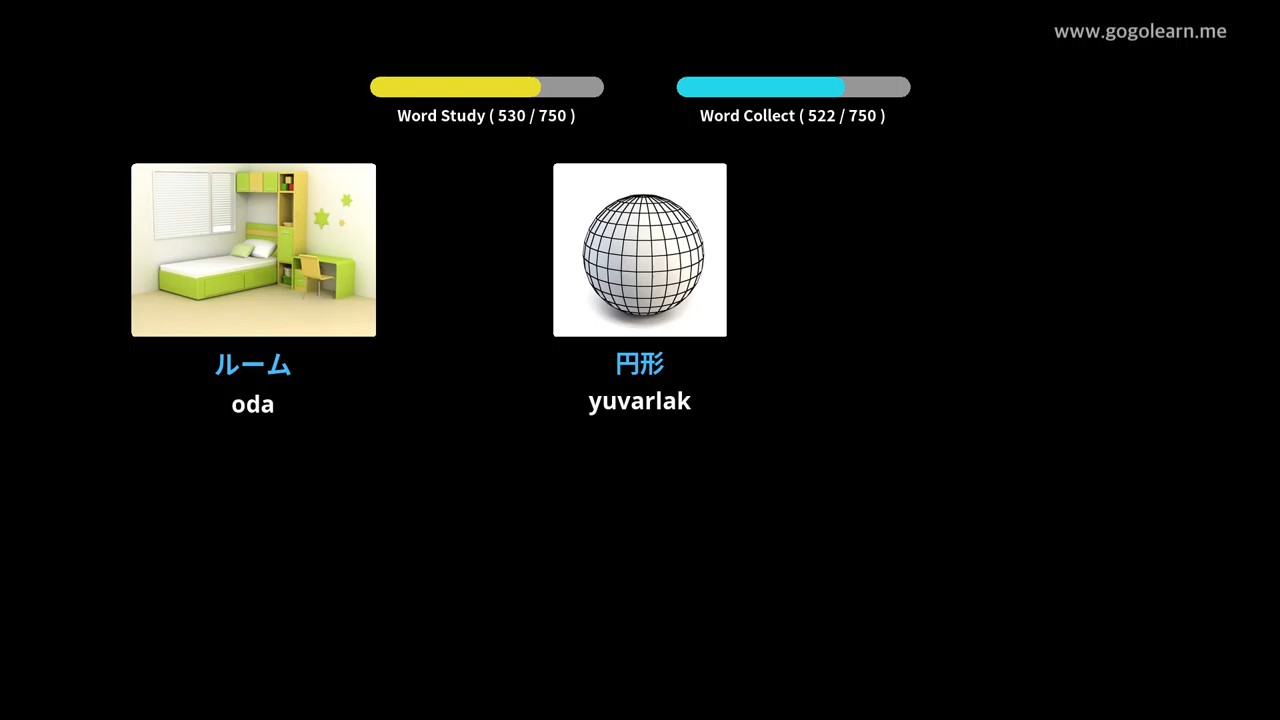 www.gogolearn.me
Word Study ( 530 / 750 )
Word Collect ( 522 / 750 )
ルーム
oda
円形
yuvarlak